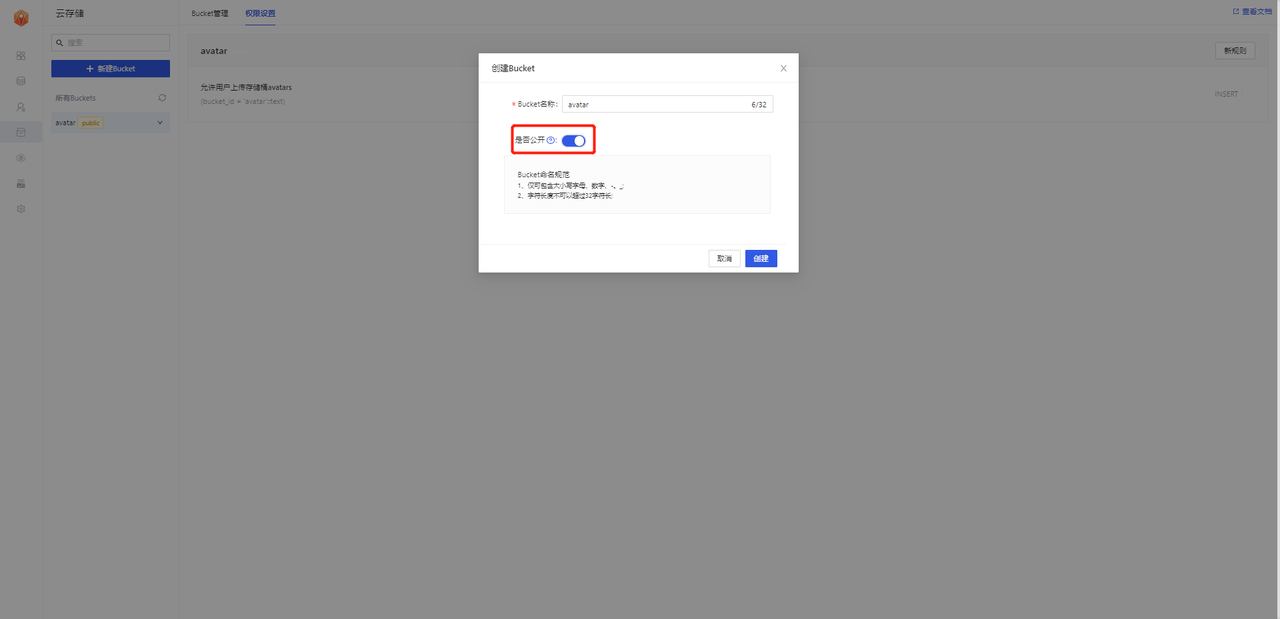 云存储
Bucket管理
权限设置
查看文档
搜索
+ 新建Bucket
所有Buckets
avatar public
avatar
新规则
允许用户上传存储桶avatars
(bucket_id = 'avatar'::text)
INSERT
创建Bucket
* Bucket名称: avatar 6/32
是否公开 :
Bucket命名规范
1、仅可包含大小写字母、数字、-、_;
2、字符长度不可以超过32字符长;
取消
创建